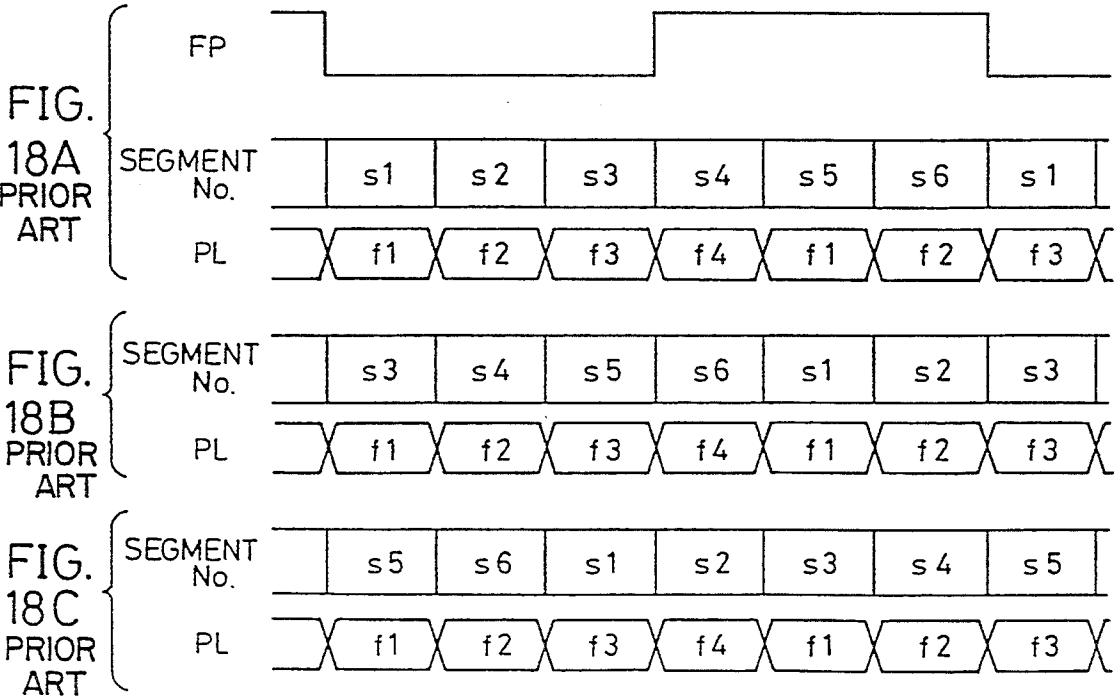 FIG.
18A
PRIOR
ART
FP
SEGMENT
No.
s1 s2 s3 s4 s5 s6 s1
PL
f1 f2 f3 f4 f1 f2 f3
FIG.
18B
PRIOR
ART
SEGMENT
No.
s3 s4 s5 s6 s1 s2 s3
PL
f1 f2 f3 f4 f1 f2 f3
FIG.
18C
PRIOR
ART
SEGMENT
No.
s5 s6 s1 s2 s3 s4 s5
PL
f1 f2 f3 f4 f1 f2 f3